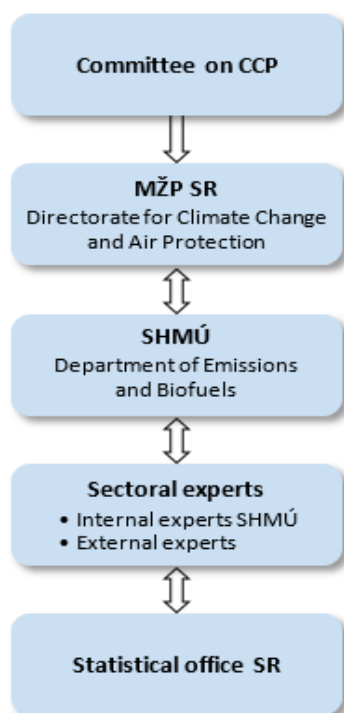 Committee on CCP
MŽP SR
Directorate for Climate Change
and Air Protection
SHMÚ
Department of Emissions
and Biofuels
Sectoral experts
• Internal experts SHMÚ
• External experts
Statistical office SR